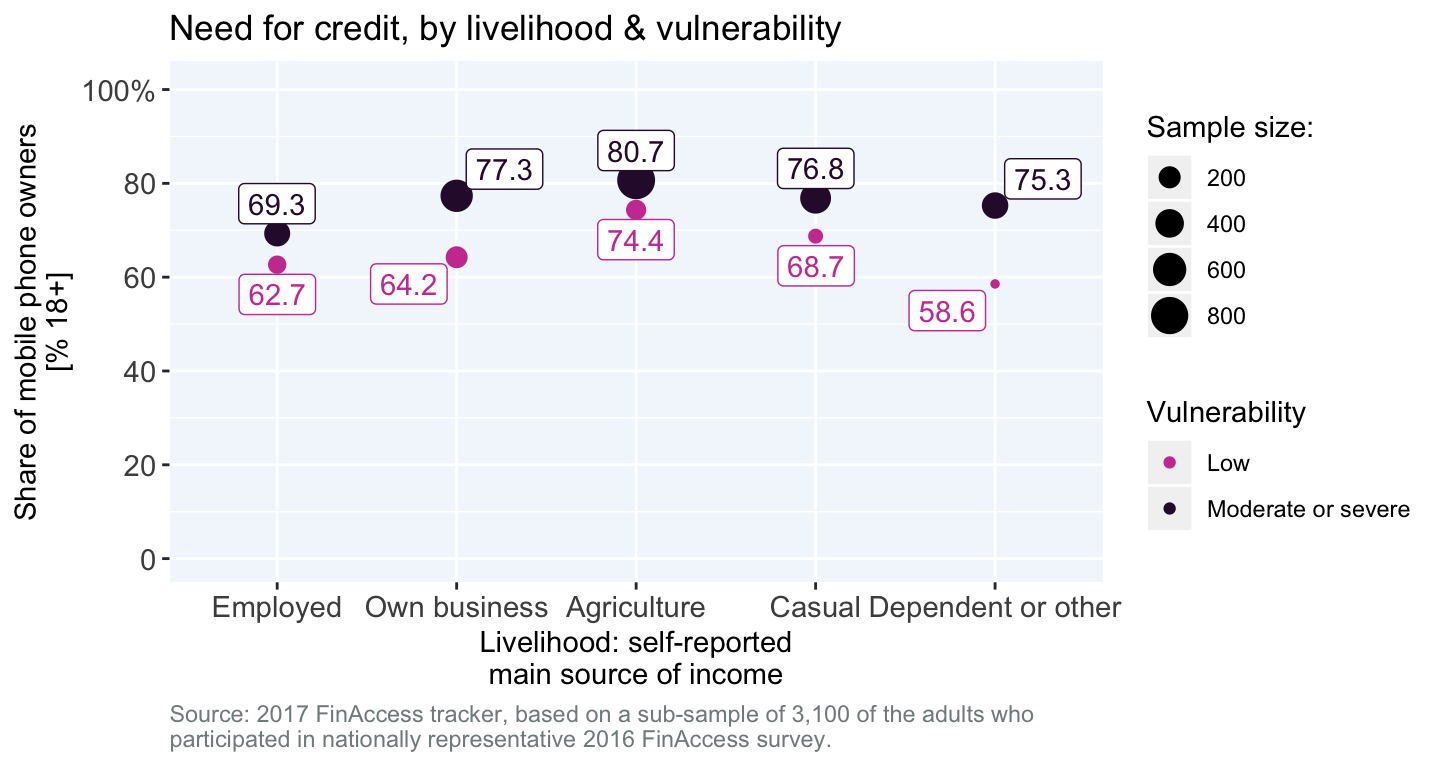 Need for credit, by livelihood & vulnerability
Share of mobile phone owners
[% 18+]
100%
80
60
40
20
0
69.3
62.7
77.3
64.2
80.7
74.4
76.8
68.7
75.3
58.6
Employed
Own business
Agriculture
Casual
Dependent or other
Livelihood: self-reported
main source of income
Sample size:
200
400
600
800
Vulnerability
Low
Moderate or severe
Source: 2017 FinAccess tracker, based on a sub-sample of 3,100 of the adults who
participated in nationally representative 2016 FinAccess survey.